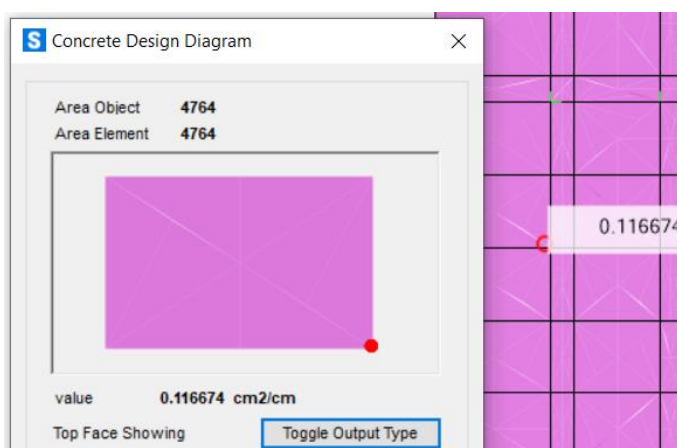 S Concrete Design Diagram
Area Object 4764
Area Element 4764
0.116674
value 0.116674 cm2/cm
Top Face Showing Toggle Output Type